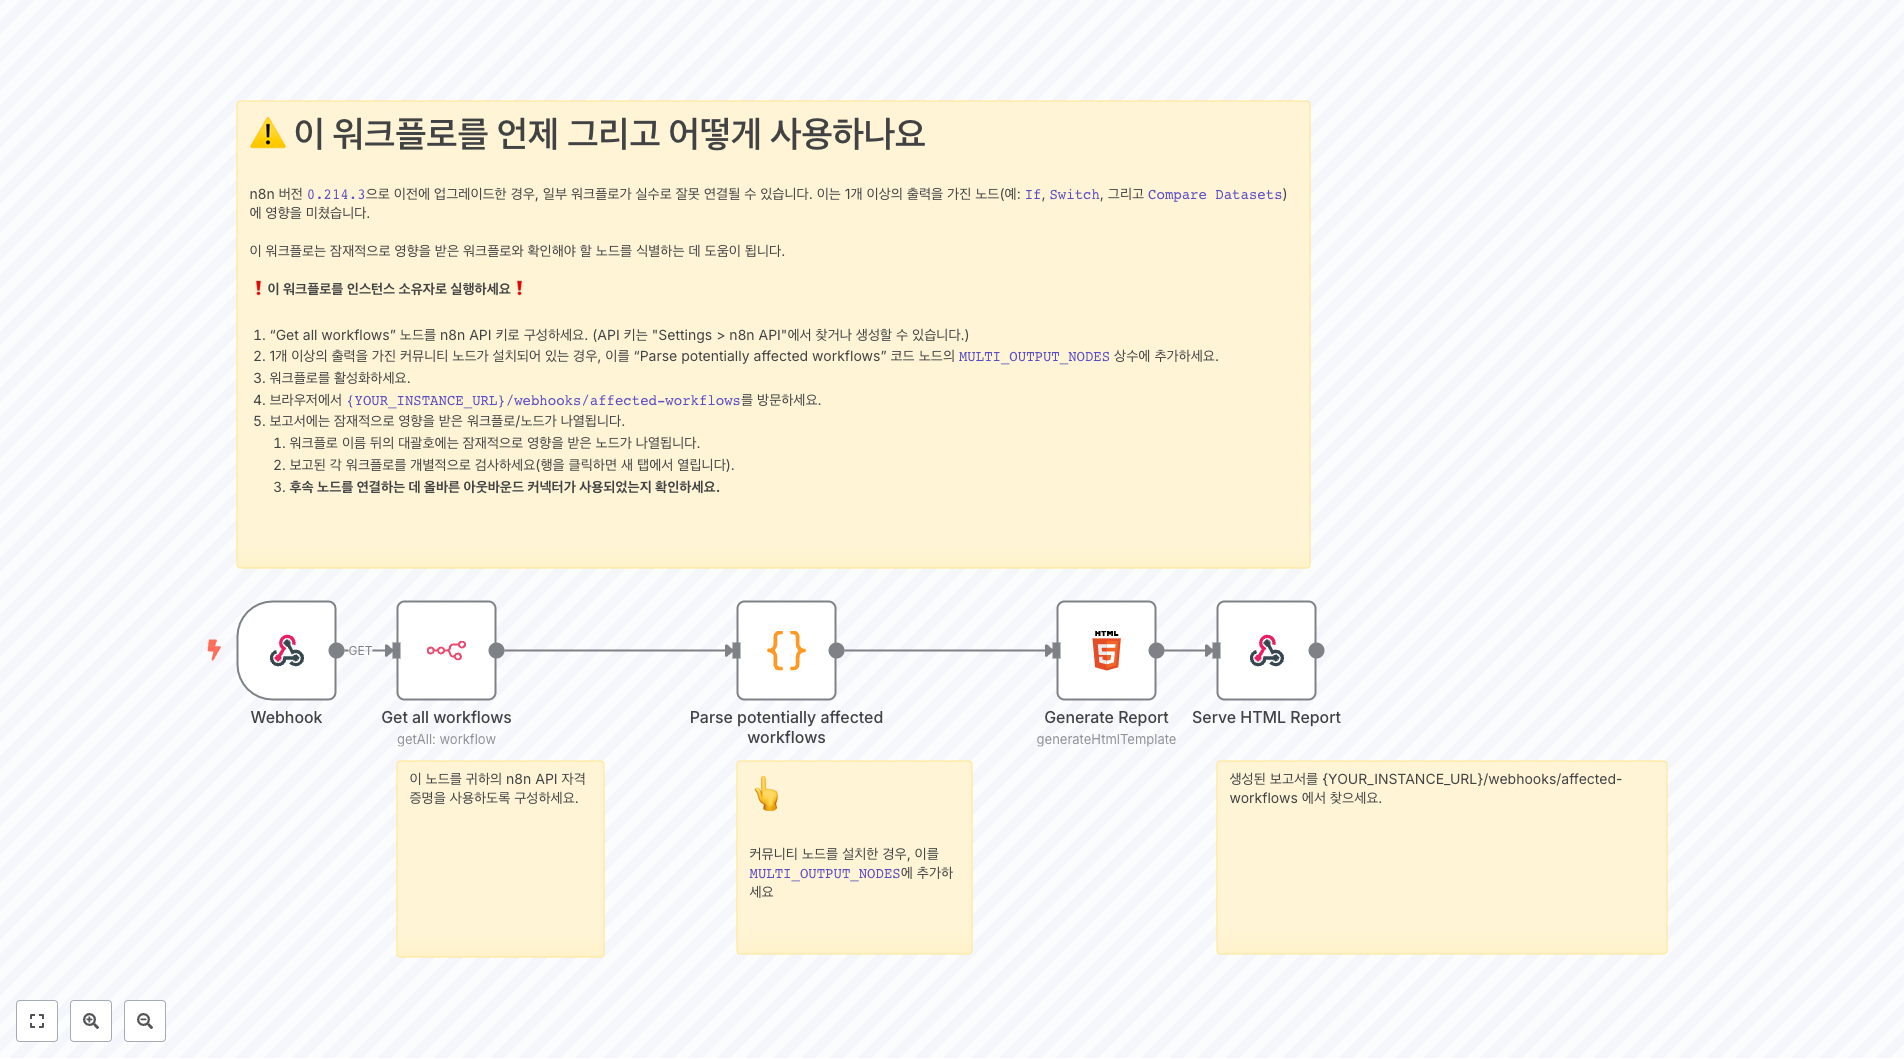 ⚠️ 이 워크플로를 언제 그리고 어떻게 사용하나요
n8n 버전 0.214.3으로 이전에 업그레이드한 경우, 일부 워크플로가 실수로 잘못 연결될 수 있습니다. 이는 1개 이상의 출력을 가진 노드(예: If, Switch, 그리고 Compare Datasets)
에 영향을 미쳤습니다.
이 워크플로는 잠재적으로 영향을 받은 워크플로와 확인해야 할 노드를 식별하는 데 도움이 됩니다.
❗이 워크플로를 인스턴스 소유자로 실행하세요❗
1. “Get all workflows” 노드를 n8n API 키로 구성하세요. (API 키는 "Settings > n8n API"에서 찾거나 생성할 수 있습니다.)
2. 1개 이상의 출력을 가진 커뮤니티 노드가 설치되어 있는 경우, 이를 “Parse potentially affected workflows” 코드 노드의 MULTI_OUTPUT_NODES 상수에 추가하세요.
3. 워크플로를 활성화하세요.
4. 브라우저에서 {YOUR_INSTANCE_URL}/webhooks/affected-workflows를 방문하세요.
5. 보고서에는 잠재적으로 영향을 받은 워크플로/노드가 나열됩니다.
1. 워크플로 이름 뒤의 대괄호에는 잠재적으로 영향을 받은 노드가 나열됩니다.
2. 보고된 각 워크플로를 개별적으로 검사하세요(행을 클릭하면 새 탭에서 열립니다).
3. 후속 노드를 연결하는 데 올바른 아웃바운드 커넥터가 사용되었는지 확인하세요.
GET
HTML
Webhook
Get all workflows
getAll: workflow
Parse potentially affected
workflows
Generate Report
generateHtmlTemplate
Serve HTML Report
이 노드를 귀하의 n8n API 자격
증명을 사용하도록 구성하세요.
👆
커뮤니티 노드를 설치한 경우, 이를
MULTI_OUTPUT_NODES에 추가하
세요
생성된 보고서를 {YOUR_INSTANCE_URL}/webhooks/affected-
workflows 에서 찾으세요.